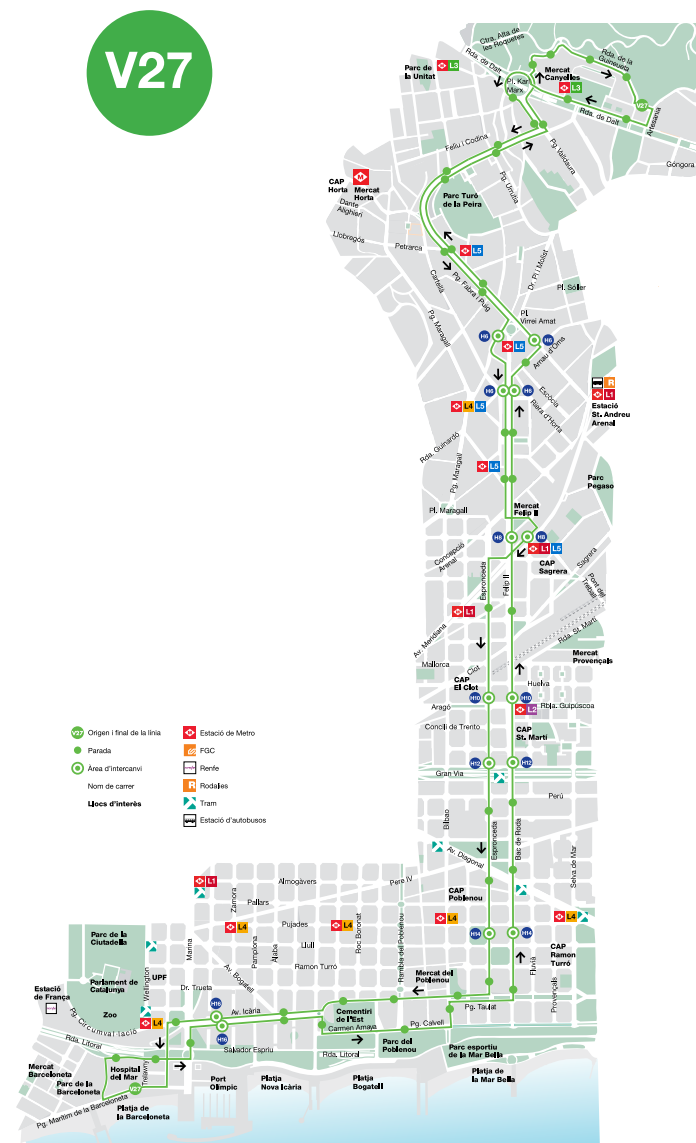 V27
Ctra. Alta de
les Roquetes
Rda. de Dalt
Rda. de la
Guineueta
Parc de
la Unitat
L3
Mercat
Canyelles
L3
Pl. Karl
Marx
V27
Rda. de Dalt
Artesania
Feliu i Codina
Pg. Valldaura
Góngora
CAP
Horta
Mercat
Horta
Pg. Urrutia
Parc Turó
de la Peira
Dante
Alighieri
Llobregós
Petrarca
L5
Cartellà
Pg. Fabra i Puig
Dr. Pi i Molist
Pl. Sóller
Pg. Maragall
Pl.
Virrei Amat
H6
H6
L5
Arnau d'Oms
H6
H6
Escòcia
Riera d'Horta
R
L1
Estació
St. Andreu
Arenal
L4 L5
Rda. Guinardó
Pg. Maragall
L5
Parc
Pegaso
Pl. Maragall
Mercat
Felip II
H8
H8
L1 L5
Concepció
Arenal
CAP
Sagrera
Sagrera
Espronceda
Felip II
Pont del
Treball
L1
Av. Meridiana
Rda. St. Martí
Mallorca
Clot
Mercat
Provençals
CAP
El Clot
Huelva
H10
H10
Aragó
Rbla. Guipúscoa
L2
Concili de Trento
CAP
St. Martí
H12
H12
Gran Via
Perú
Bilbao
Espronceda
Bac de Roda
Av. Diagonal
Selva de Mar
V27 Origen i final de la línia
Parada
Àrea d'intercanvi
Nom de carrer
Llocs d'interès
Estació de Metro
FGC
Renfe
R Rodalies
Tram
Estació d'autobusos
L1
Almogàvers
Pere IV
Zamora
Pallars
CAP
Poblenou
L4
Pujades
L4
L4
L4
Marina
Pamplona
Àlaba
Llull
Roc Boronat
Rambla del Poblenou
H14
H14
Ramon Turró
Parc de la
Ciutadella
Av. Bogatell
CAP
Ramon
Turró
Fluvià
Provençals
Wellington
UPF
Dr. Trueta
Mercat del
Poblenou
Parlament de
Catalunya
Estació
de França
Zoo
H16
Av. Icària
Cementiri
de l'Est
Pg. Taulat
Pg. Circumval·lació
L4
H16
Carmen Amaya
Pg. Calvell
Rda. Litoral
Salvador Espriu
Rda. Litoral
Parc del
Poblenou
Parc esportiu
de la Mar Bella
Mercat
Barceloneta
Parc de la
Barceloneta
Hospital
del Mar
Trelawny
V27
Port
Olímpic
Platja
Nova Icària
Platja
Bogatell
Platja de
la Mar Bella
Pg. Marítim de la Barceloneta
Platja de
la Barceloneta